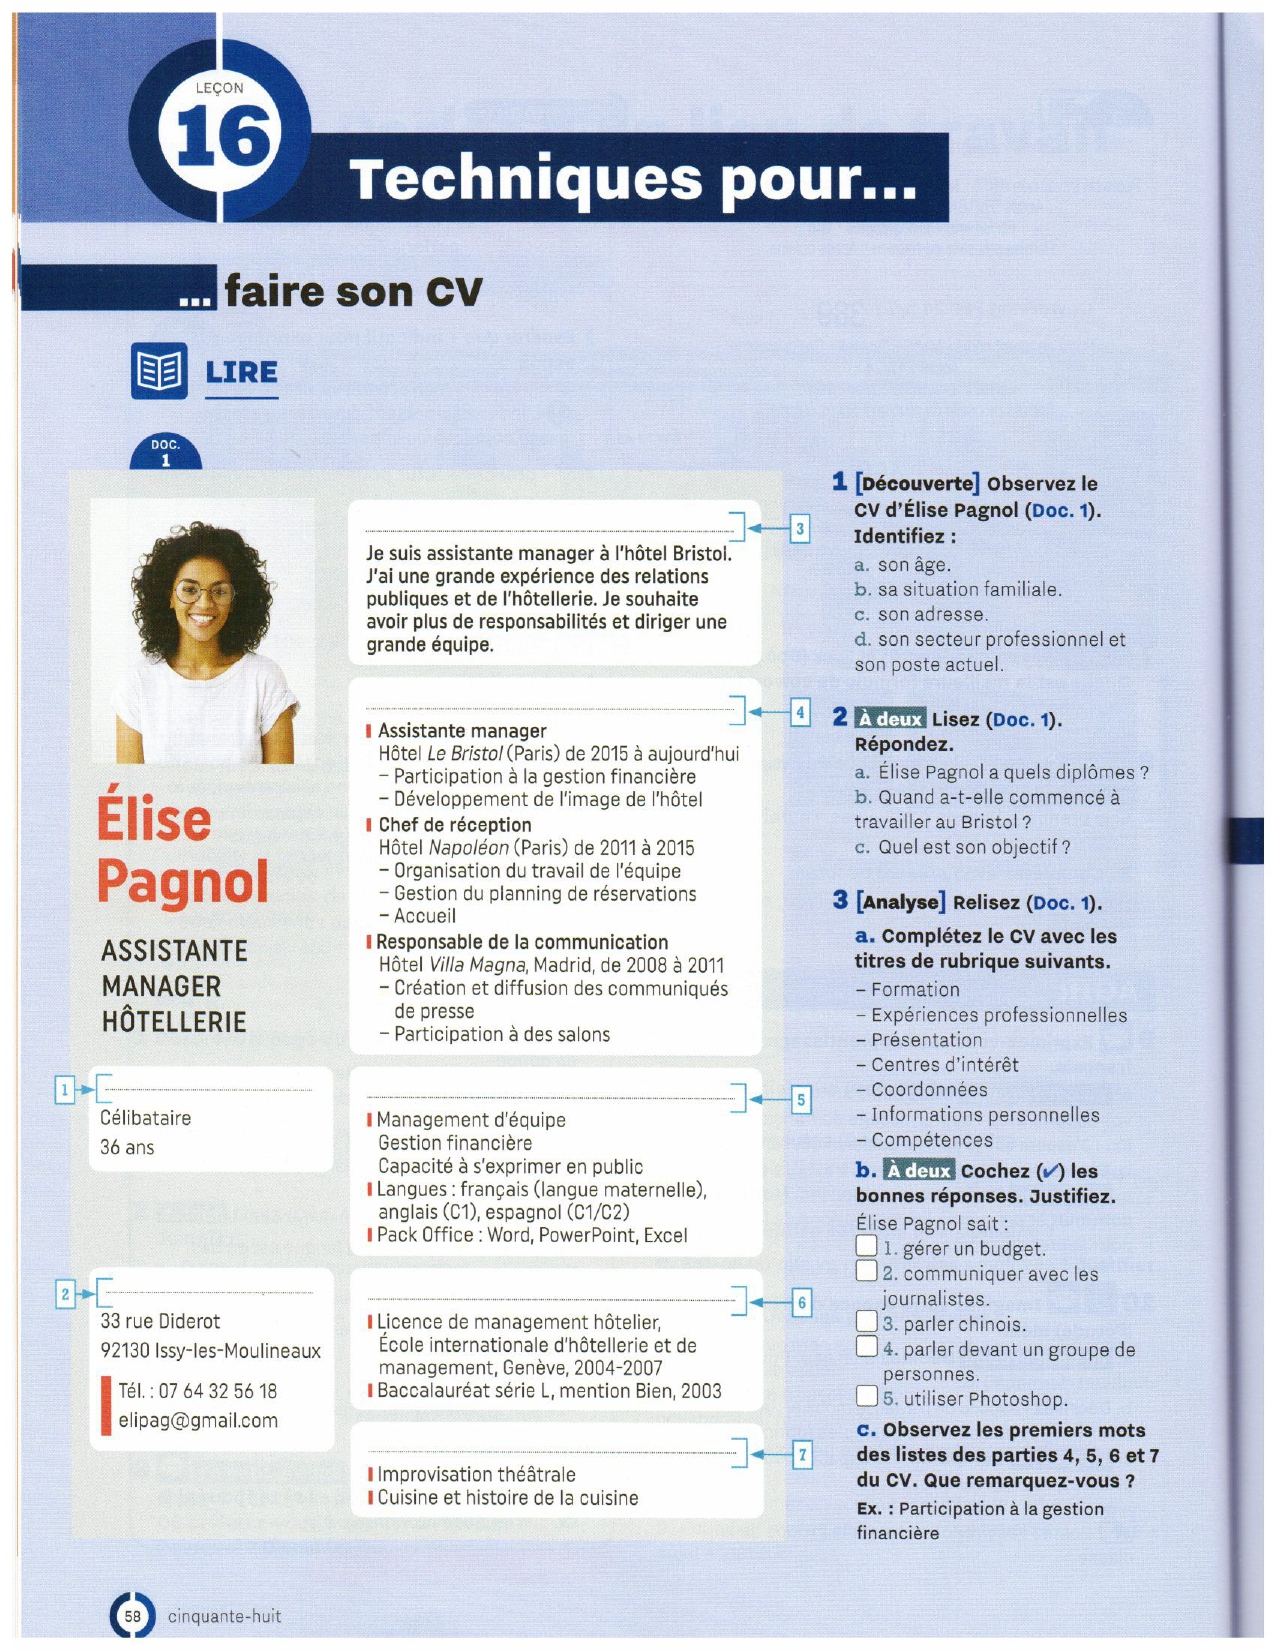 LEÇON
16
Techniques pour...
... faire son CV
LIRE
DOC.
1
Élise
Pagnol
ASSISTANTE
MANAGER
HÔTELLERIE
1
Célibataire
36 ans
2
33 rue Diderot
92130 Issy-les-Moulineaux
Tél. : 07 64 32 56 18
elipag@gmail.com
3
Je suis assistante manager à l'hôtel Bristol.
J'ai une grande expérience des relations
publiques et de l'hôtellerie. Je souhaite
avoir plus de responsabilités et diriger une
grande équipe.
4
Assistante manager
Hôtel Le Bristol (Paris) de 2015 à aujourd'hui
– Participation à la gestion financière
– Développement de l'image de l'hôtel
Chef de réception
Hôtel Napoléon (Paris) de 2011 à 2015
– Organisation du travail de l'équipe
– Gestion du planning de réservations
– Accueil
Responsable de la communication
Hôtel Villa Magna, Madrid, de 2008 à 2011
– Création et diffusion des communiqués
de presse
– Participation à des salons
5
Management d'équipe
Gestion financière
Capacité à s'exprimer en public
Langues : français (langue maternelle),
anglais (C1), espagnol (C1/C2)
Pack Office : Word, PowerPoint, Excel
6
Licence de management hôtelier,
École internationale d'hôtellerie et de
management, Genève, 2004-2007
Baccalauréat série L, mention Bien, 2003
7
Improvisation théâtrale
Cuisine et histoire de la cuisine
1 [Découverte] Observez le
CV d'Élise Pagnol (Doc. 1).
Identifiez :
a. son âge.
b. sa situation familiale.
c. son adresse.
d. son secteur professionnel et
son poste actuel.
2 À deux Lisez (Doc. 1).
Répondez.
a. Élise Pagnol a quels diplômes ?
b. Quand a-t-elle commencé à
travailler au Bristol ?
c. Quel est son objectif ?
3 [Analyse] Relisez (Doc. 1).
a. Complétez le CV avec les
titres de rubrique suivants.
– Formation
– Expériences professionnelles
– Présentation
– Centres d'intérêt
– Coordonnées
– Informations personnelles
– Compétences
b. À deux Cochez (✔) les
bonnes réponses. Justifiez.
Élise Pagnol sait :
1. gérer un budget.
2. communiquer avec les
journalistes.
3. parler chinois.
4. parler devant un groupe de
personnes.
5. utiliser Photoshop.
c. Observez les premiers mots
des listes des parties 4, 5, 6 et 7
du CV. Que remarquez-vous ?
Ex. : Participation à la gestion
financière
58 cinquante-huit